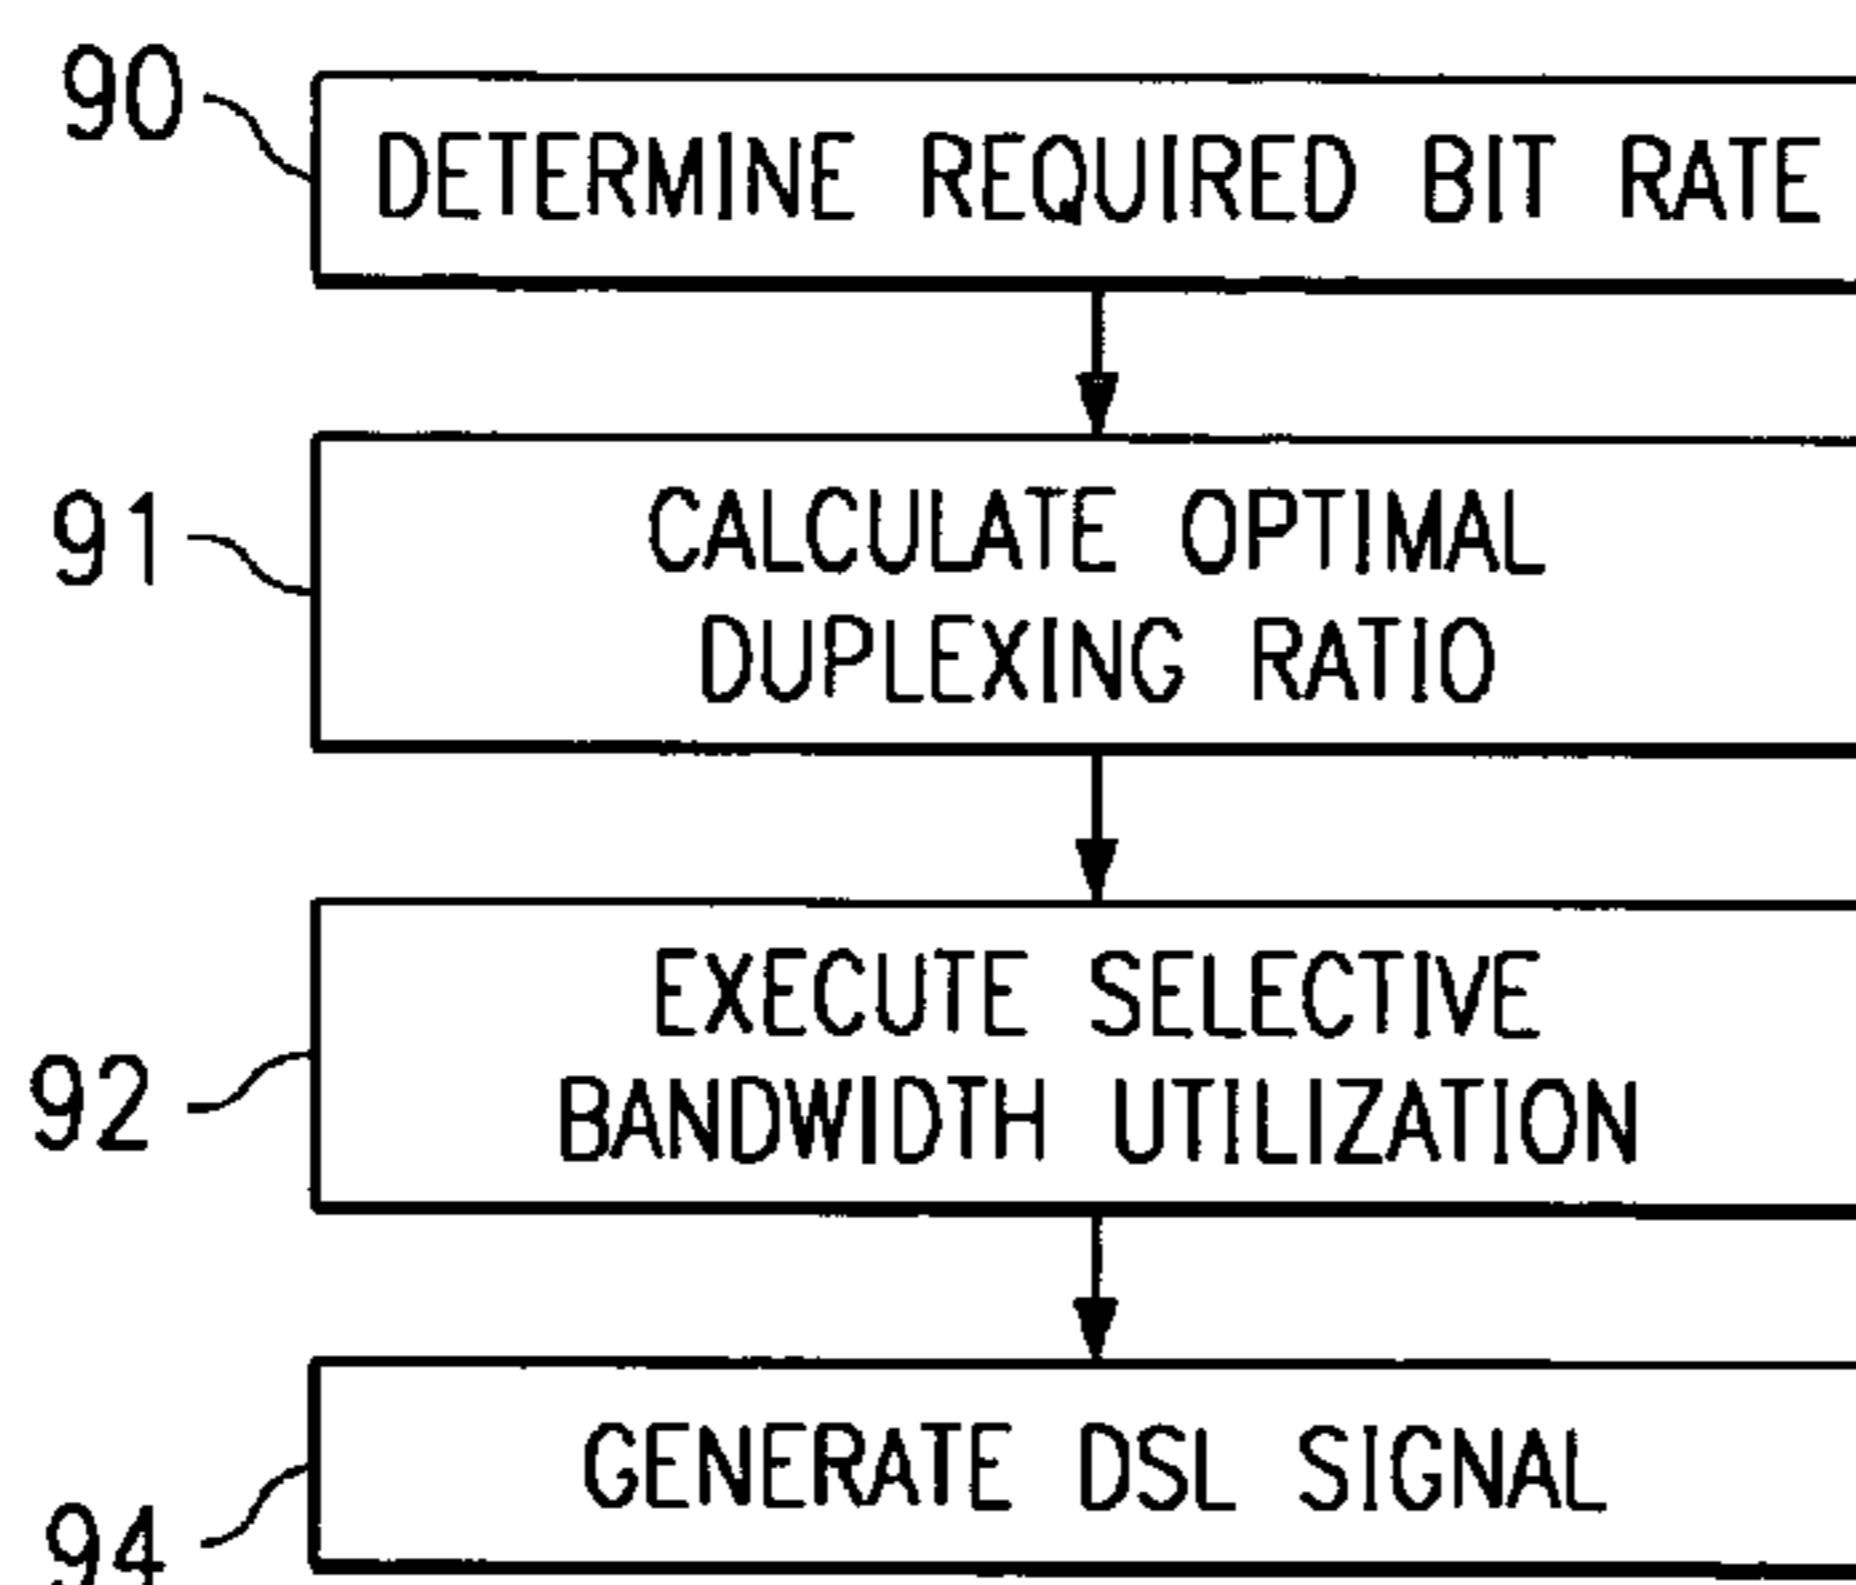 90
DETERMINE REQUIRED BIT RATE
91
CALCULATE OPTIMAL
DUPLEXING RATIO
92
EXECUTE SELECTIVE
BANDWIDTH UTILIZATION
94
GENERATE DSL SIGNAL